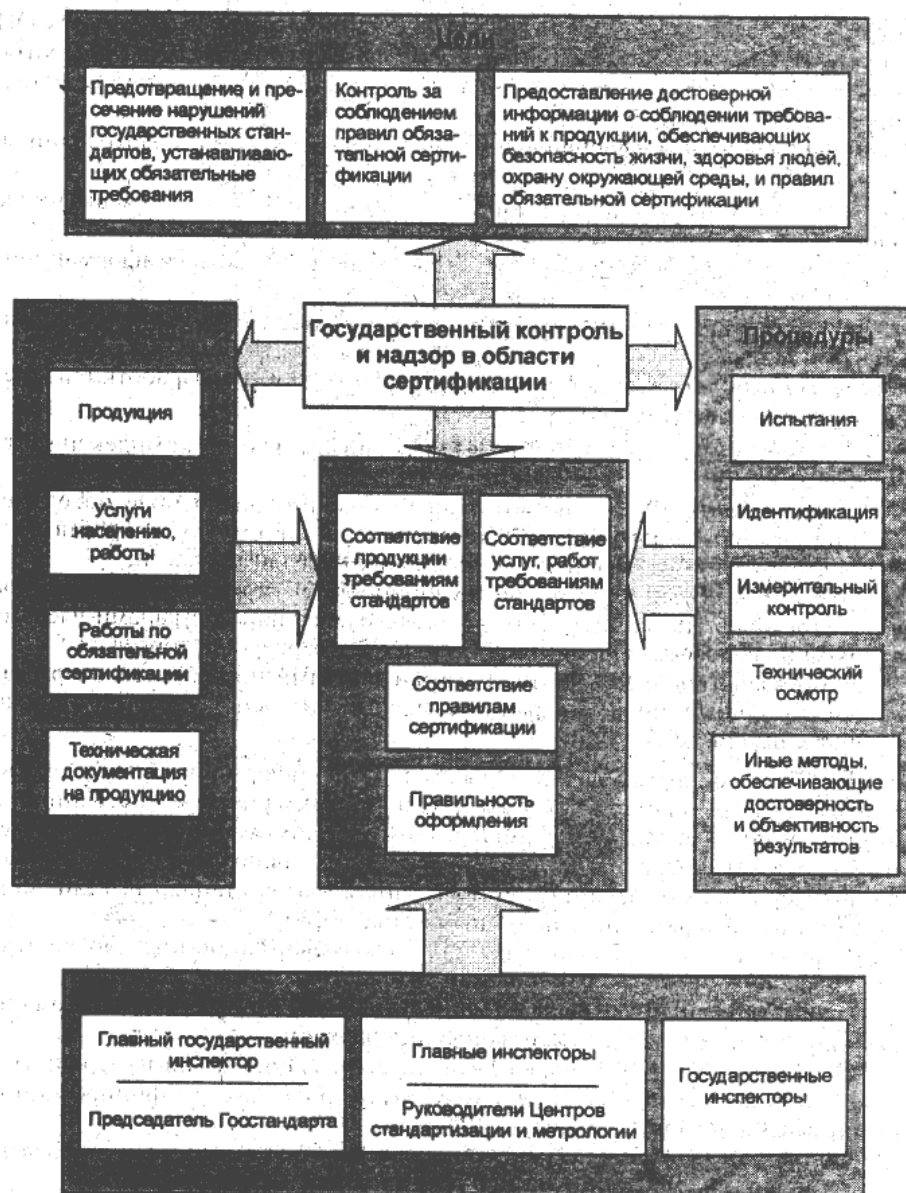 Цели
Предотвращение и пре-
сечение нарушений
государственных стан-
дартов, устанавливаю-
щих обязательные
требования
Контроль за
соблюдением
правил обяза-
тельной серти-
фикации
Предоставление достоверной
информации о соблюдении требова-
ний к продукции, обеспечивающих
безопасность жизни, здоровья людей,
охрану окружающей среды, и правил
обязательной сертификации
Государственный контроль
и надзор в области
сертификации
Продукция
Услуги
населению,
работы
Работы по
обязательной
сертификации
Техническая
документация
на продукцию
Соответствие
продукции
требованиям
стандартов
Соответствие
услуг, работ
требованиям
стандартов
Соответствие
правилам
сертификации
Правильность
оформления
Процедуры
Испытания
Идентификация
Измерительный
контроль
Технический
осмотр
Иные методы,
обеспечивающие
достоверность
и объективность
результатов
Главный государственный
инспектор
Председатель Госстандарта
Главные инспекторы
Руководители Центров
стандартизации и метрологии
Государственные
инспекторы